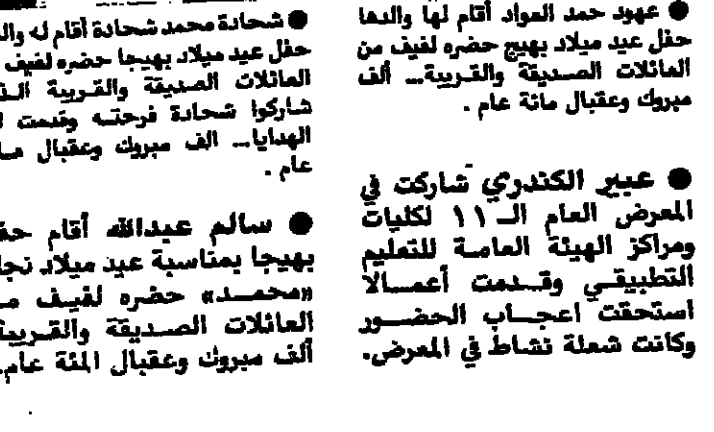 ● عهود حمد العواد أقام لها والدها
حفل عيد ميلاد بهيج حضره لفيف من
العائلات الصديقة والقريبة... ألف
مبروك وعقبال مائة عام .
● عبير الكندري شاركت في
المعرض العام الـ ١١ لكليات
ومراكز الهيئة العامة للتعليم
التطبيقي وقدمت أعمالا
استحقت اعجاب الحضور
وكانت شعلة نشاط في المعرض.
● شحادة محمد شحادة أقام له
حفل عيد ميلاد بهيجا حضره لفيف
العائلات الصديقة والقريبة
شاركوا شحادة فرحته وقدمت
الهدايا... الف مبروك وعقبال
عام .
● سالم عبدالله أقام
بهيجا بمناسبة عيد ميلاد
«محمد» حضره لفيف
العائلات الصديقة
ألف مبروك وعقبال المئة عام.